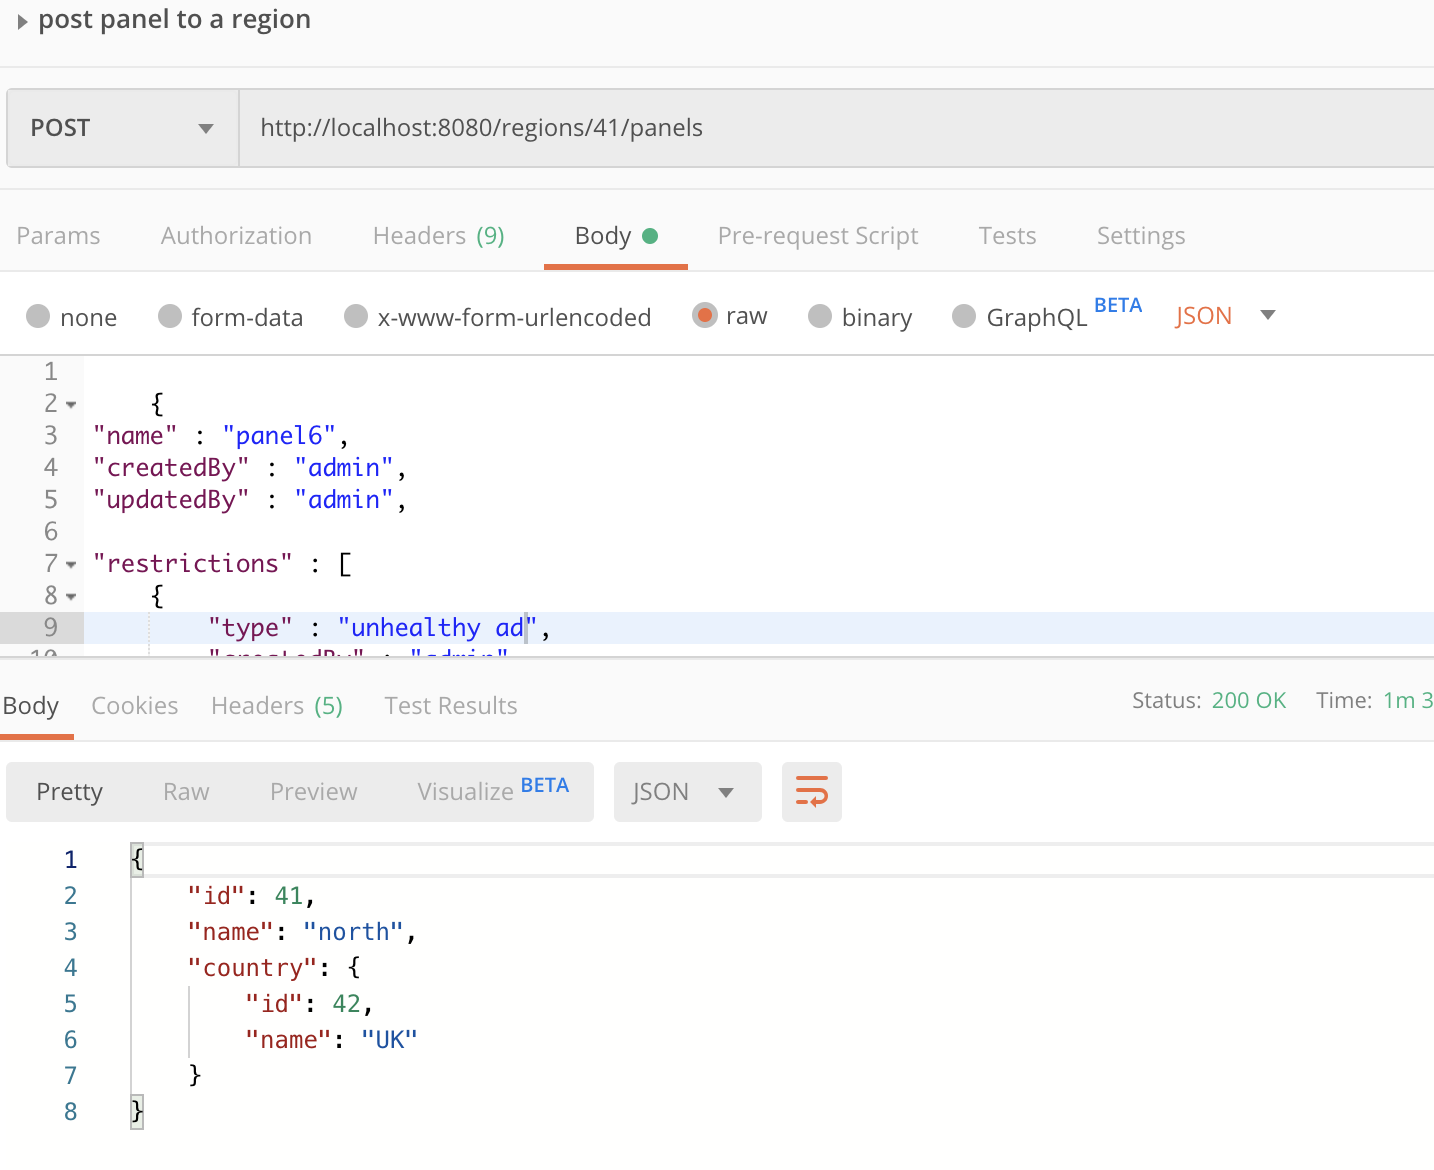 post panel to a region
POST http://localhost:8080/regions/41/panels
Params Authorization Headers (9) Body Pre-request Script Tests Settings
none form-data x-www-form-urlencoded raw binary GraphQL BETA JSON
1
2 {
3 "name" : "panel6",
4 "createdBy" : "admin",
5 "updatedBy" : "admin",
6
7 "restrictions" : [
8 {
9 "type" : "unhealthy ad",
10 "createdBy" : "admin"
Body Cookies Headers (5) Test Results Status: 200 OK Time: 1m 3
Pretty Raw Preview Visualize BETA JSON
1 {
2 "id": 41,
3 "name": "north",
4 "country": {
5 "id": 42,
6 "name": "UK"
7 }
8 }